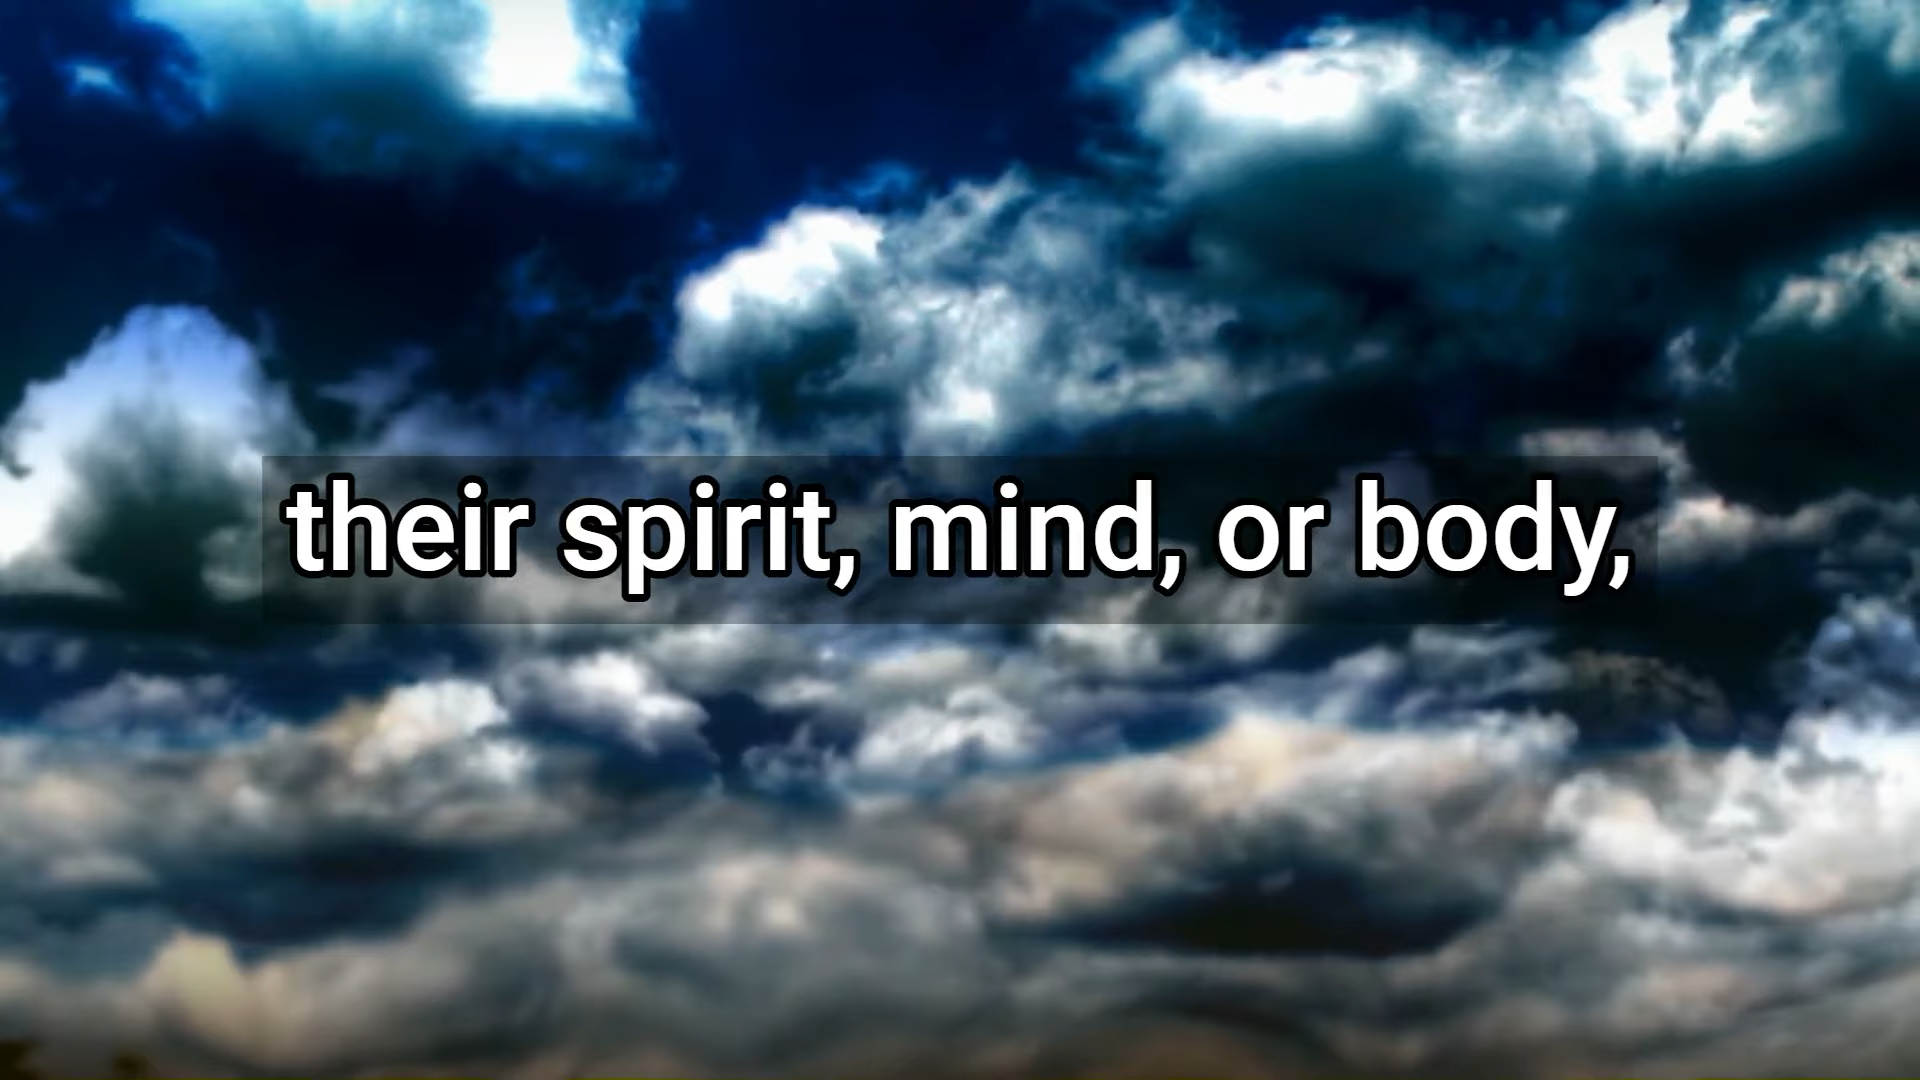 their spirit, mind, or body,